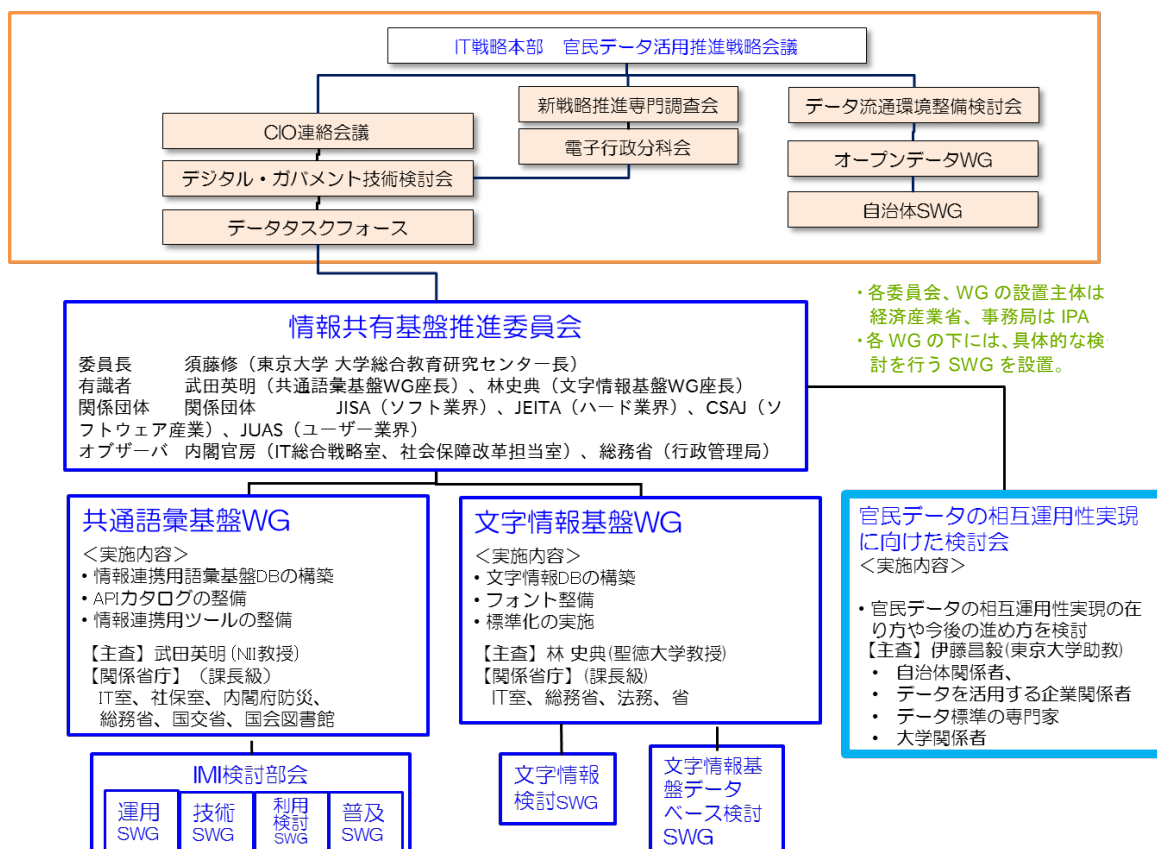 IT戦略本部　官民データ活用推進戦略会議
CIO連絡会議
デジタル・ガバメント技術検討会
データタスクフォース
新戦略推進専門調査会
電子行政分科会
データ流通環境整備検討会
オープンデータWG
自治体SWG
・各委員会、WG の設置主体は
経済産業省、事務局は IPA
・各 WG の下には、具体的な検
討を行う SWG を設置。
情報共有基盤推進委員会
委員長　　須藤修（東京大学 大学総合教育研究センター長）
有識者　　武田英明（共通語彙基盤WG座長）、林史典（文字情報基盤WG座長）
関係団体　関係団体　　　JISA（ソフト業界）、JEITA（ハード業界）、CSAJ（ソ
フトウェア産業）、JUAS（ユーザー業界）
オブザーバ　内閣官房（IT総合戦略室、社会保障改革担当室）、総務省（行政管理局）
共通語彙基盤WG
＜実施内容＞
・情報連携用語彙基盤DBの構築
・APIカタログの整備
・情報連携用ツールの整備
【主査】武田英明（NII教授）
【関係省庁】（課長級）
IT室、社保室、内閣府防災、
総務省、国交省、国会図書館
文字情報基盤WG
＜実施内容＞
・文字情報DBの構築
・フォント整備
・標準化の実施
【主査】林 史典(聖徳大学教授)
【関係省庁】(課長級)
IT室、総務省、法務、省
官民データの相互運用性実現
に向けた検討会
＜実施内容＞
・官民データの相互運用性実現の在
り方や今後の進め方を検討
【主査】伊藤昌毅(東京大学助教)
・ 自治体関係者、
・ データを活用する企業関係者
・ データ標準の専門家
・ 大学関係者
IMI検討部会
運用
SWG
技術
SWG
利用
検討
SWG
普及
SWG
文字情報
検討SWG
文字情報基
盤データ
ベース検討
SWG